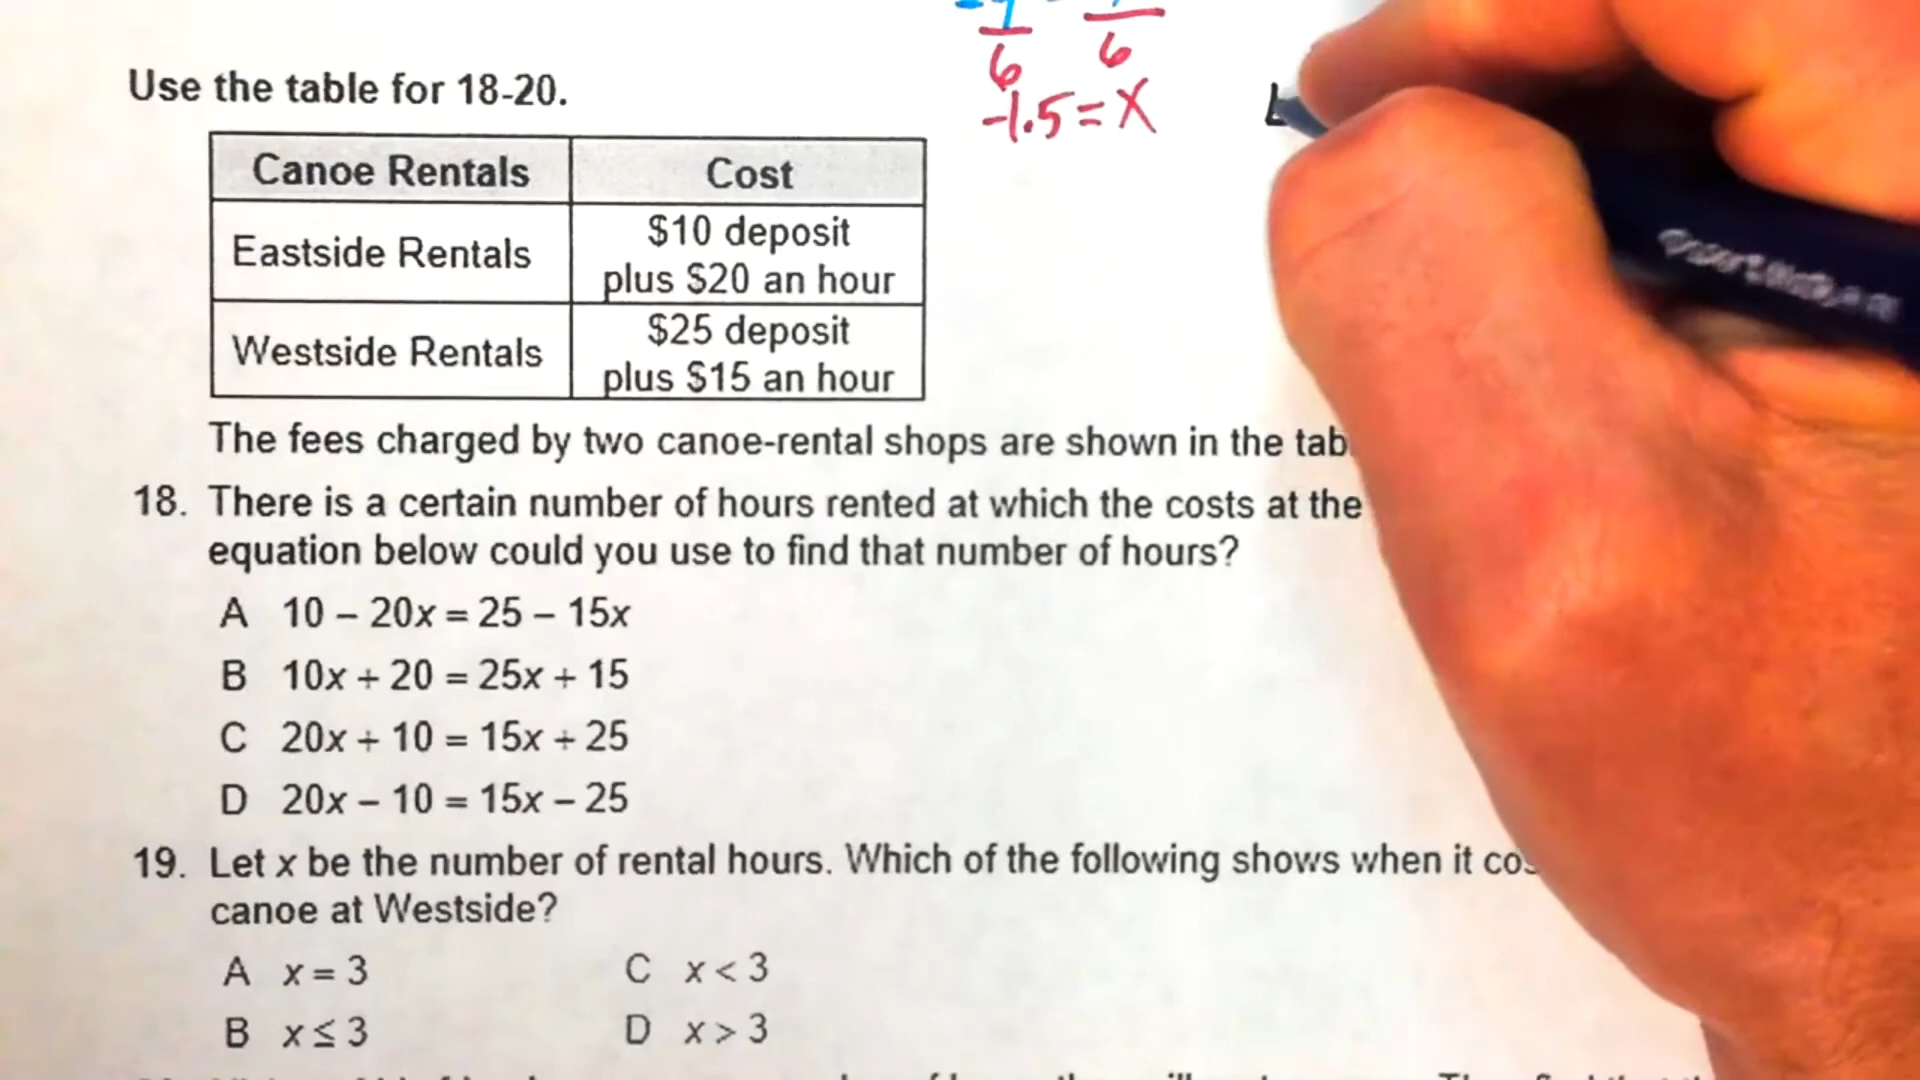 6 6
-1.5=X
Use the table for 18-20.
Canoe Rentals Cost
Eastside Rentals $10 deposit
plus $20 an hour
Westside Rentals $25 deposit
plus $15 an hour
The fees charged by two canoe-rental shops are shown in the
18. There is a certain number of hours rented at which the costs at the
equation below could you use to find that number of hours?
A 10 – 20x = 25 – 15x
B 10x + 20 = 25x + 15
C 20x + 10 = 15x + 25
D 20x – 10 = 15x – 25
19. Let x be the number of rental hours. Which of the following shows when it
canoe at Westside?
A x = 3 C x < 3
B x ≤ 3 D x > 3